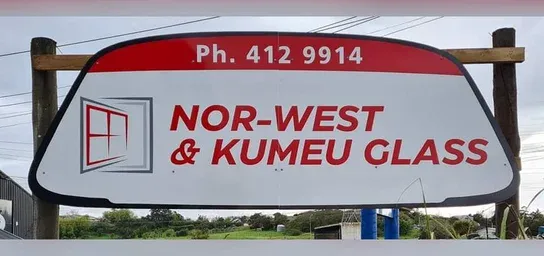 Ph. 412 9914
NOR-WEST
& KUMEU GLASS